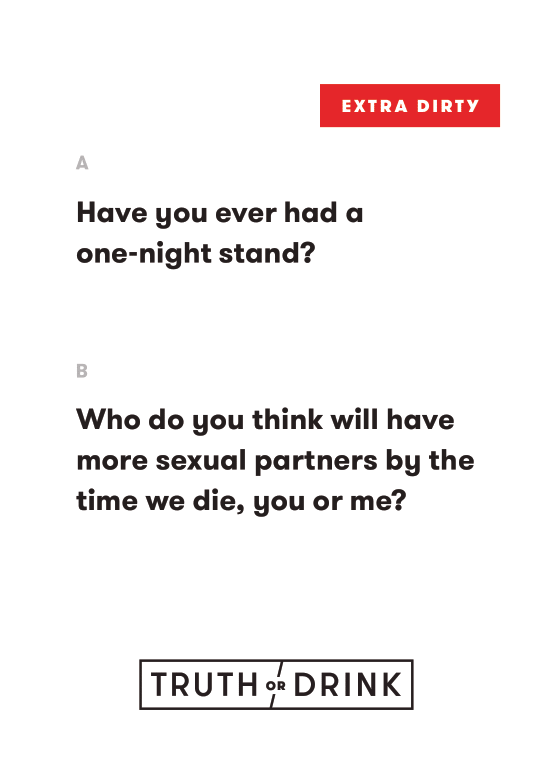 EXTRA DIRTY
A
Have you ever had a
one-night stand?
B
Who do you think will have
more sexual partners by the
time we die, you or me?
TRUTH OR DRINK